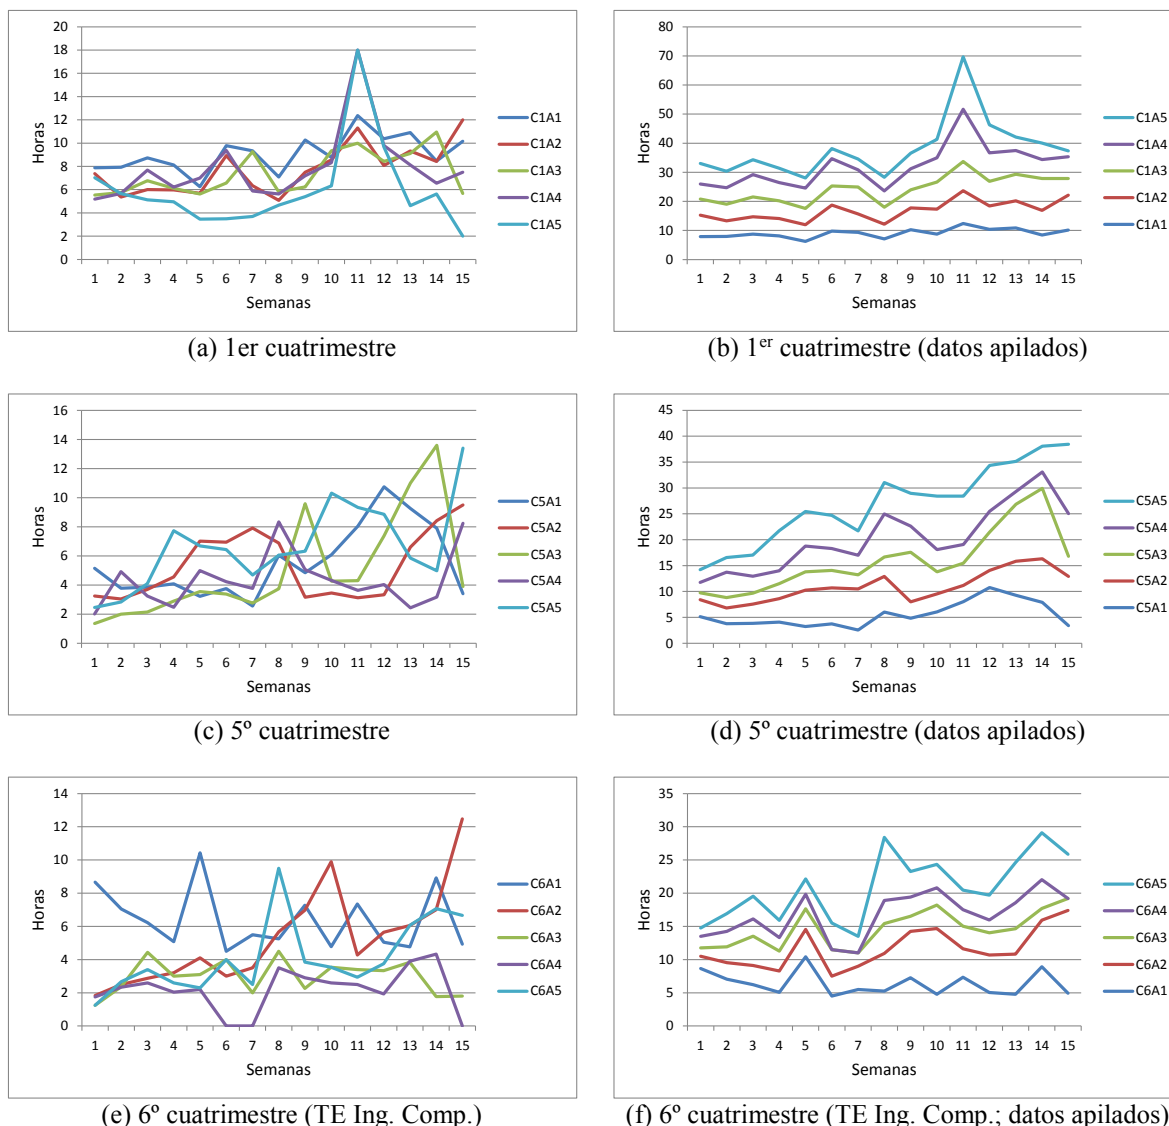 20
18
16
14
12
10
8
6
4
2
0
Horas
1 2 3 4 5 6 7 8 9 10 11 12 13 14 15
Semanas
C1A1
C1A2
C1A3
C1A4
C1A5
(a) 1er cuatrimestre
80
70
60
50
40
30
20
10
0
Horas
1 2 3 4 5 6 7 8 9 10 11 12 13 14 15
Semanas
C1A5
C1A4
C1A3
C1A2
C1A1
(b) 1er cuatrimestre (datos apilados)
16
14
12
10
8
6
4
2
0
Horas
1 2 3 4 5 6 7 8 9 10 11 12 13 14 15
Semanas
C5A1
C5A2
C5A3
C5A4
C5A5
(c) 5º cuatrimestre
45
40
35
30
25
20
15
10
5
0
Horas
1 2 3 4 5 6 7 8 9 10 11 12 13 14 15
Semanas
C5A5
C5A4
C5A3
C5A2
C5A1
(d) 5º cuatrimestre (datos apilados)
14
12
10
8
6
4
2
0
Horas
1 2 3 4 5 6 7 8 9 10 11 12 13 14 15
Semanas
C6A1
C6A2
C6A3
C6A4
C6A5
(e) 6º cuatrimestre (TE Ing. Comp.)
35
30
25
20
15
10
5
0
Horas
1 2 3 4 5 6 7 8 9 10 11 12 13 14 15
Semanas
C6A5
C6A4
C6A3
C6A2
C6A1
(f) 6º cuatrimestre (TE Ing. Comp.; datos apilados)